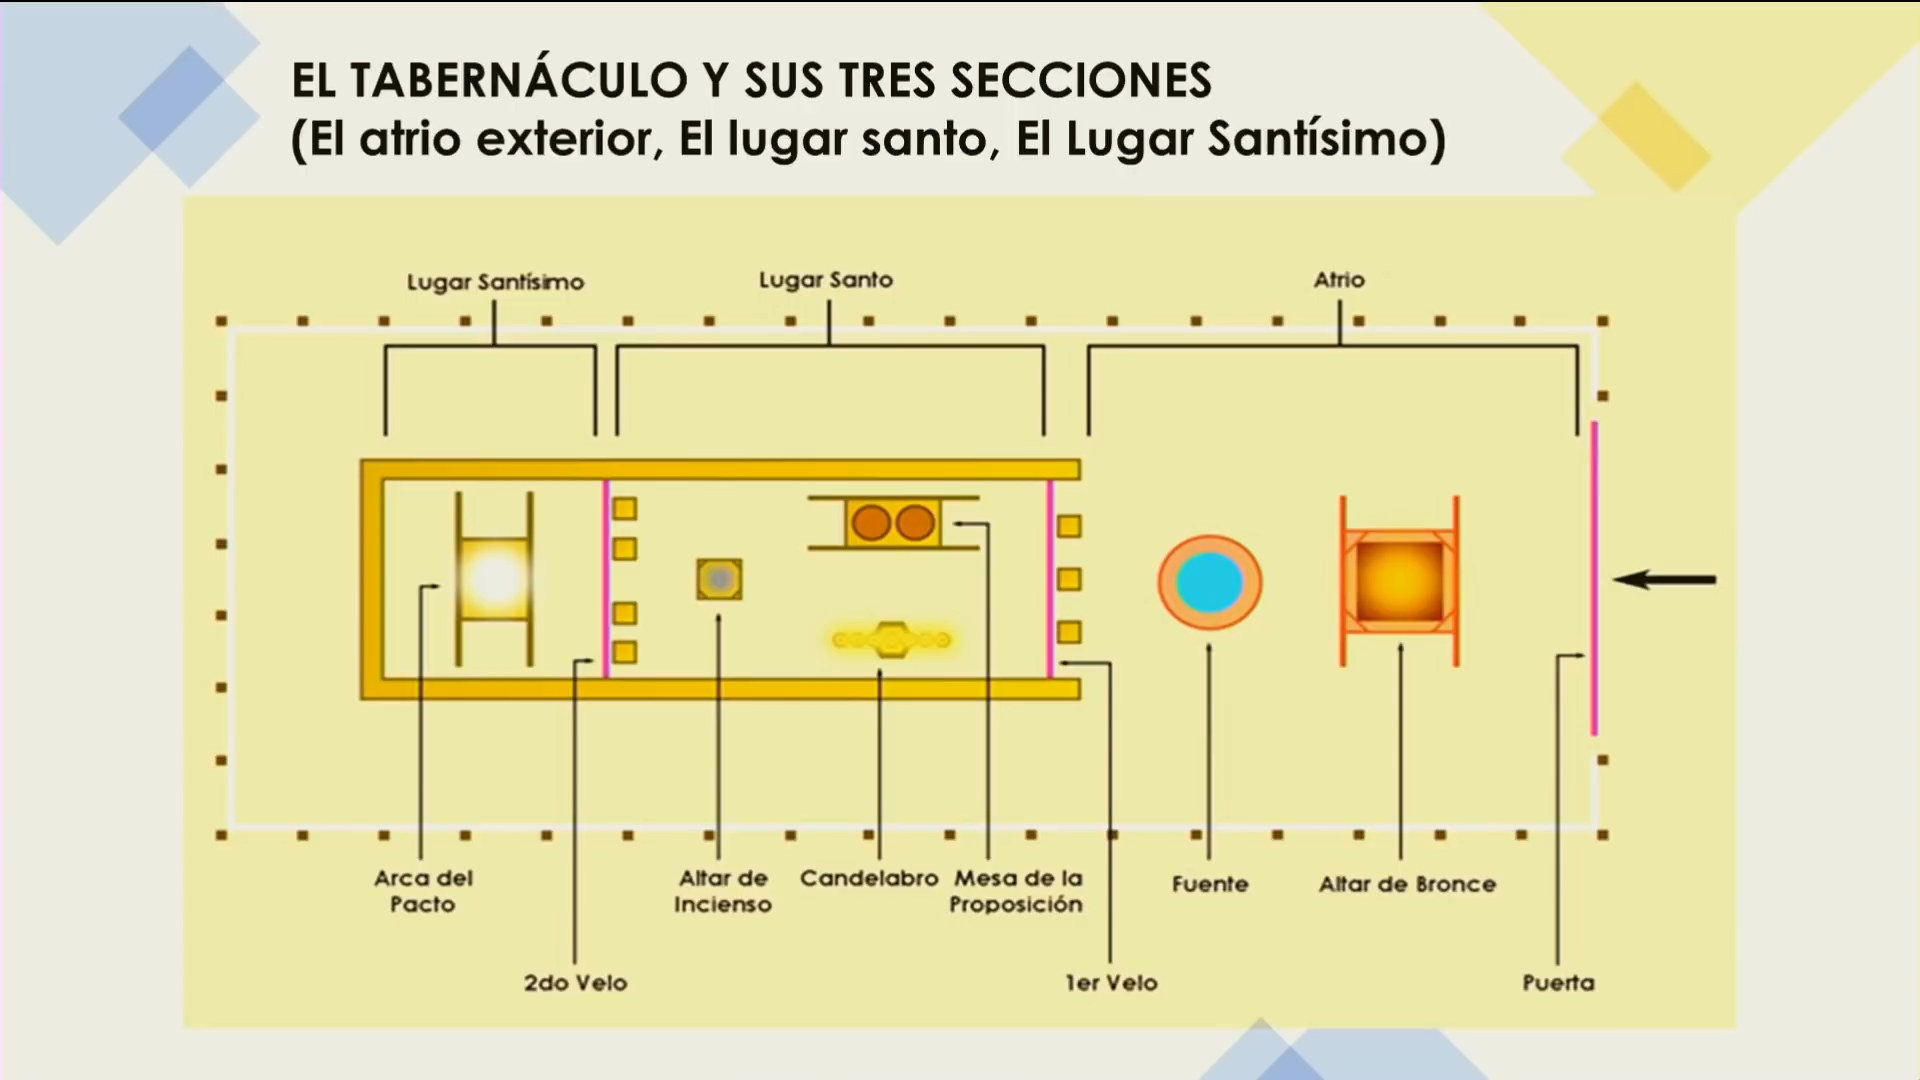 EL TABERNÁCULO Y SUS TRES SECCIONES
(El atrio exterior, El lugar santo, El Lugar Santísimo)
Lugar Santísimo
Lugar Santo
Atrio
Arca del
Pacto
Altar de
Incienso
Candelabro
Mesa de la
Proposición
Fuente
Altar de Bronce
2do Velo
1er Velo
Puerta